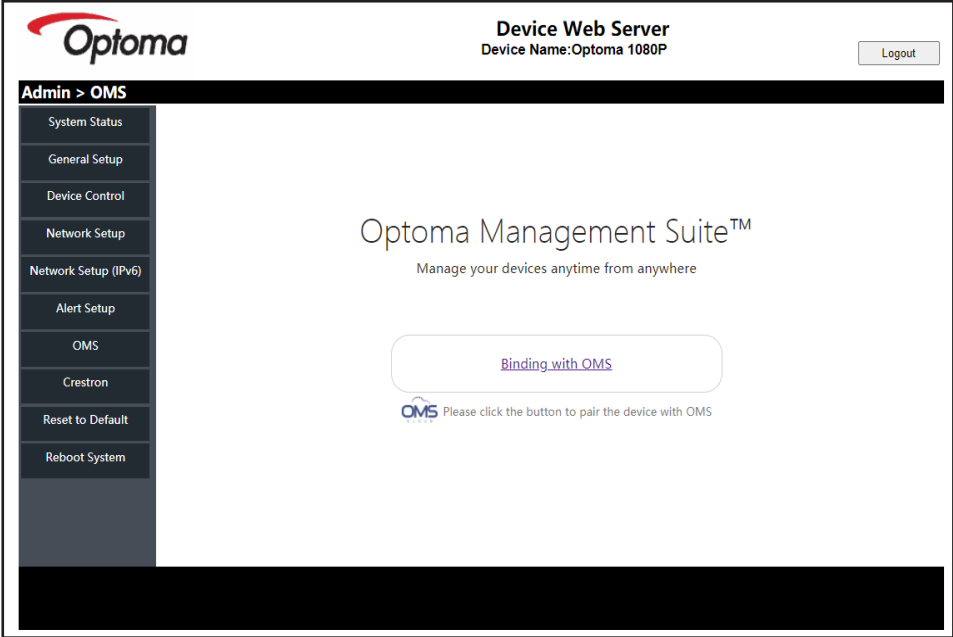 Optoma
Device Web Server
Device Name:Optoma 1080P
Logout
Admin > OMS
System Status
General Setup
Device Control
Network Setup
Network Setup (IPv6)
Alert Setup
OMS
Crestron
Reset to Default
Reboot System
Optoma Management Suite™
Manage your devices anytime from anywhere
Binding with OMS
OMS Please click the button to pair the device with OMS
CLOUD